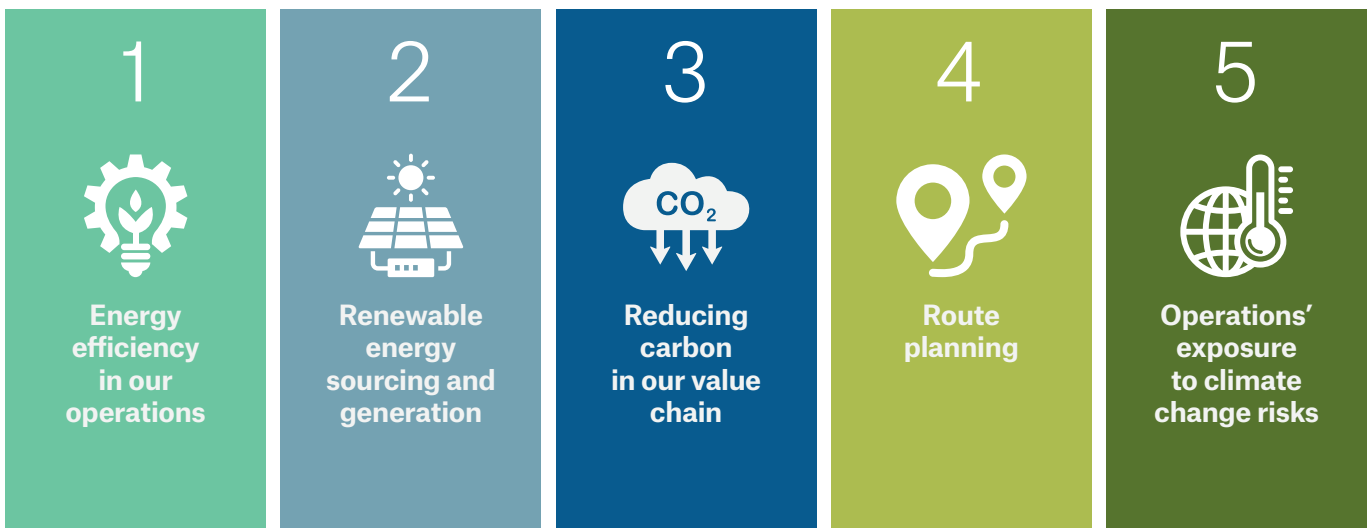 1
Energy
efficiency
in our
operations
2
Renewable
energy
sourcing and
generation
3
CO₂
Reducing
carbon
in our value
chain
4
Route
planning
5
Operations’
exposure
to climate
change risks